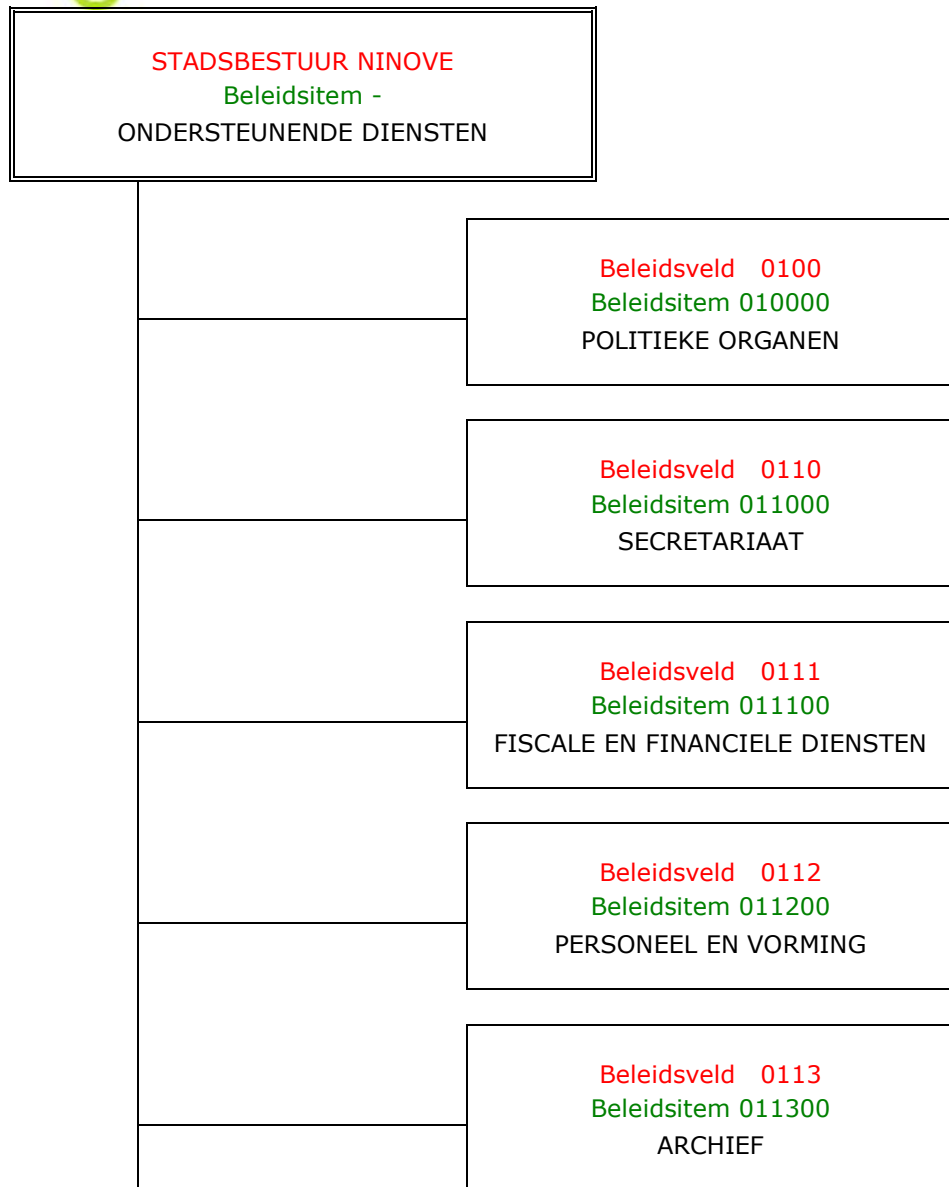 STADSBESTUUR NINOVE
Beleidsitem -
ONDERSTEUNENDE DIENSTEN
Beleidsveld 0100
Beleidsitem 010000
POLITIEKE ORGANEN
Beleidsveld 0110
Beleidsitem 011000
SECRETARIAAT
Beleidsveld 0111
Beleidsitem 011100
FISCALE EN FINANCIELE DIENSTEN
Beleidsveld 0112
Beleidsitem 011200
PERSONEEL EN VORMING
Beleidsveld 0113
Beleidsitem 011300
ARCHIEF